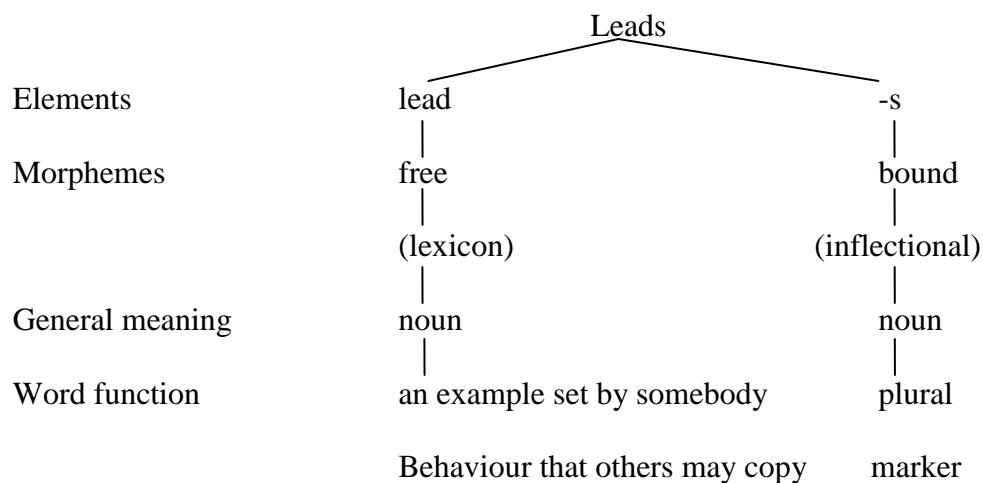 Leads
Elements lead -s
Morphemes free bound
(lexicon) (inflectional)
General meaning noun noun
Word function an example set by somebody plural
Behaviour that others may copy marker